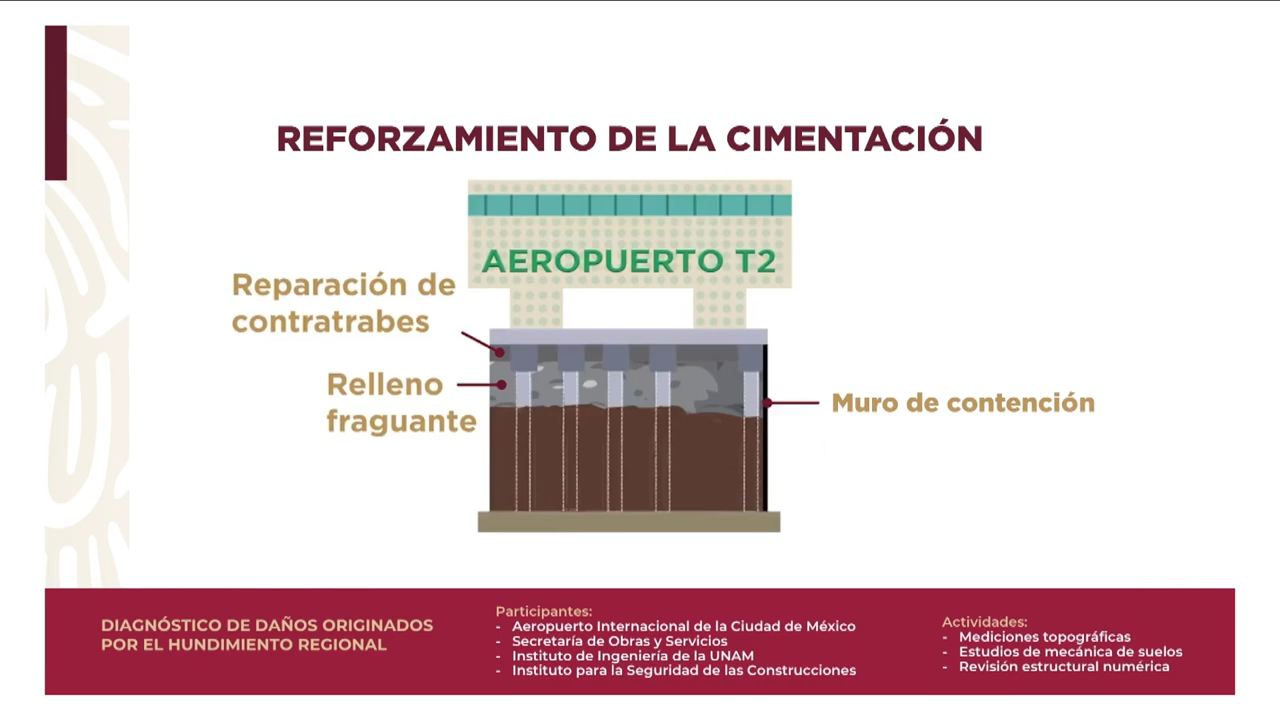 REFORZAMIENTO DE LA CIMENTACIÓN
AEROPUERTO T2
Reparación de
contratrabes
Relleno
fraguante
Muro de contención
DIAGNÓSTICO DE DAÑOS ORIGINADOS
POR EL HUNDIMIENTO REGIONAL
Participantes:
- Aeropuerto Internacional de la Ciudad de México
- Secretaría de Obras y Servicios
- Instituto de Ingeniería de la UNAM
- Instituto para la Seguridad de las Construcciones
Actividades:
- Mediciones topográficas
- Estudios de mecánica de suelos
- Revisión estructural numérica